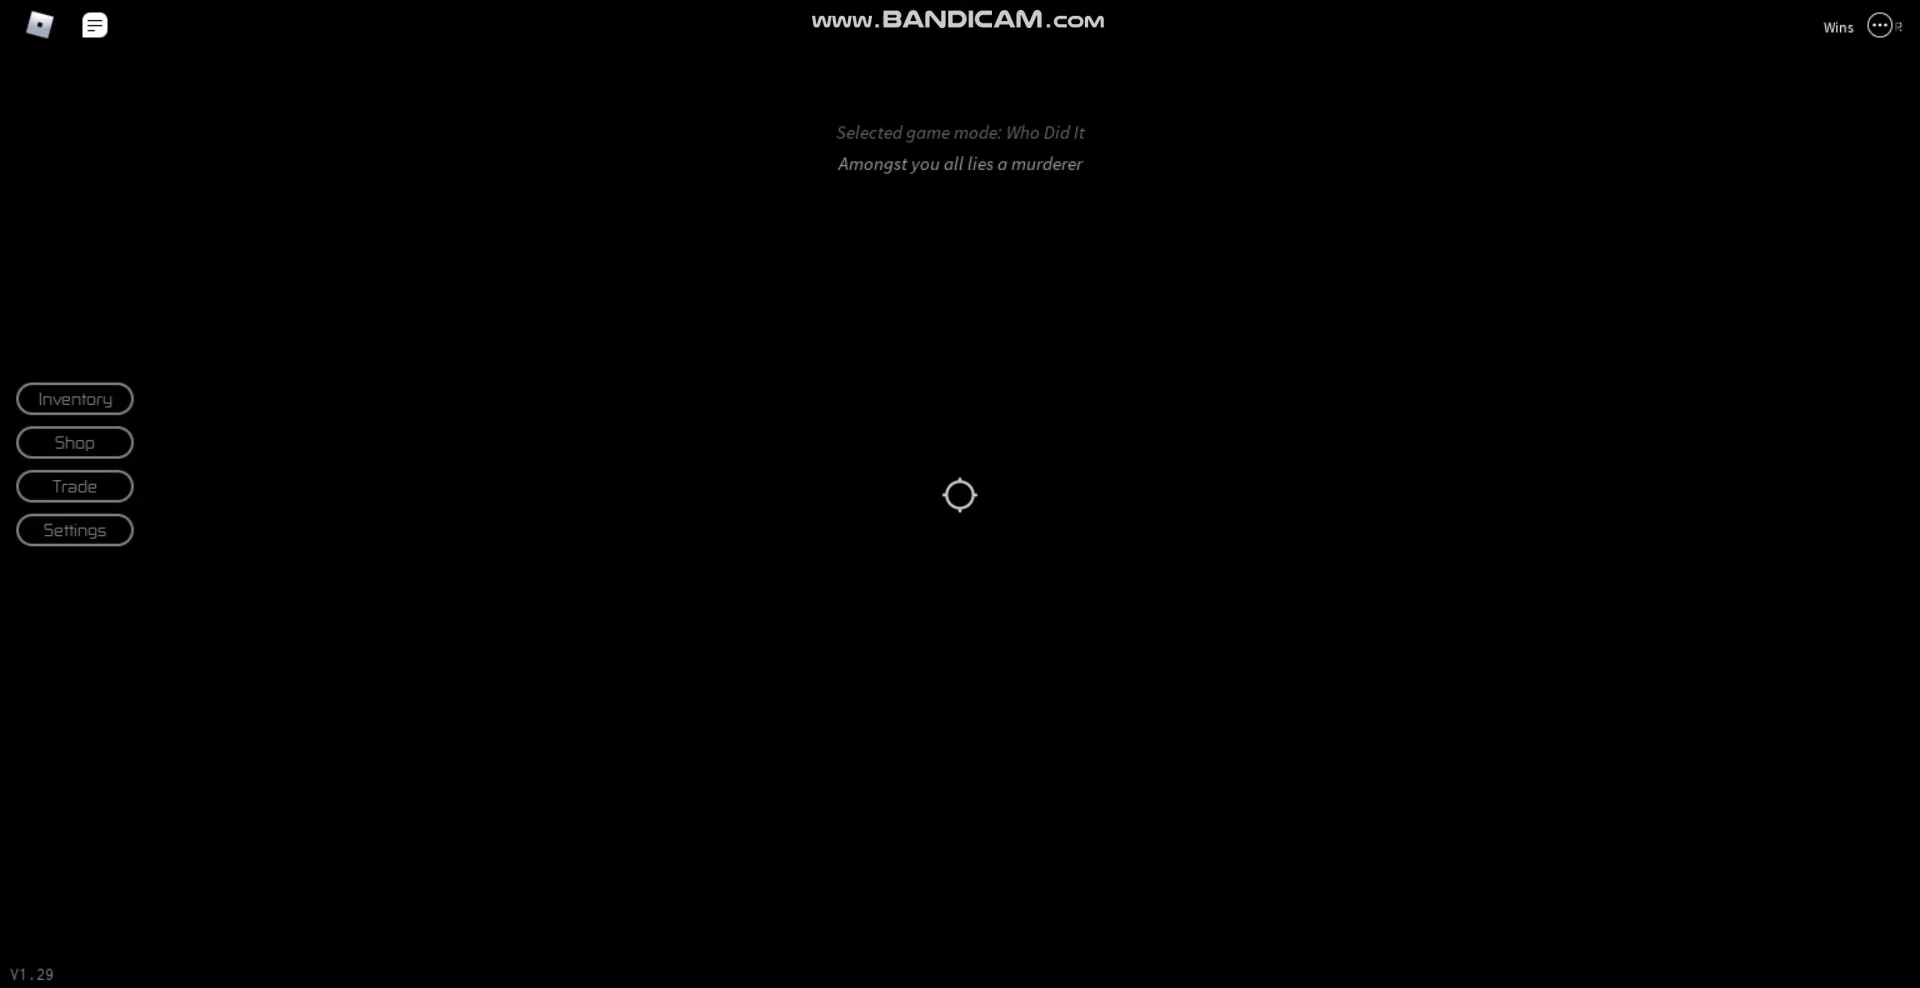 www.BANDICAM.com
Wins
Selected game mode: Who Did It
Amongst you all lies a murderer
Inventory
Shop
Trade
Settings
V1.29